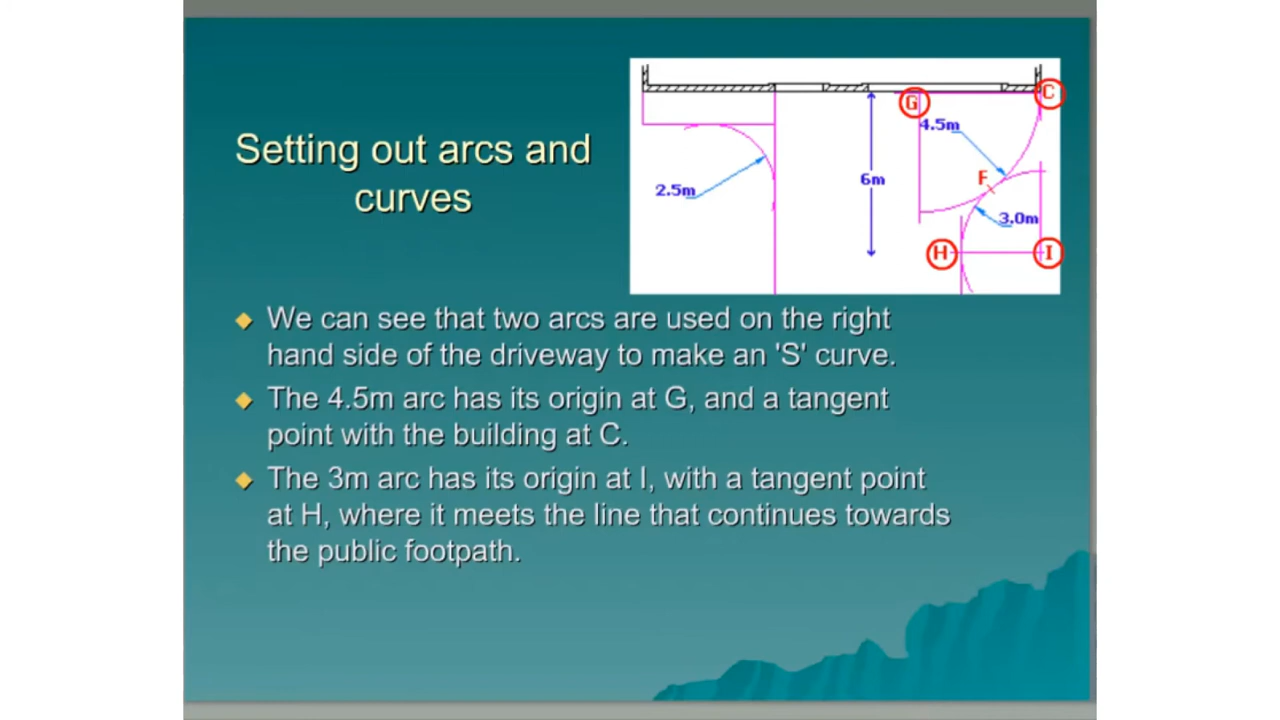 Setting out arcs and
curves
G
C
4.5m
2.5m
6m
F
3.0m
H
I
We can see that two arcs are used on the right
hand side of the driveway to make an 'S' curve.
The 4.5m arc has its origin at G, and a tangent
point with the building at C.
The 3m arc has its origin at I, with a tangent point
at H, where it meets the line that continues towards
the public footpath.